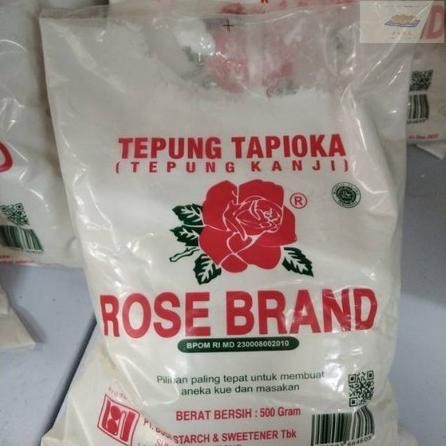 TEPUNG TAPIOKA
(TEPUNG KANJI)
®
ROSE BRAND
BPOM RI MD 230008002010
Pilihan paling tepat untuk membuat
aneka kue dan masakan
BERAT BERSIH : 500 Gram
STARCH & SWEETENER Tbk